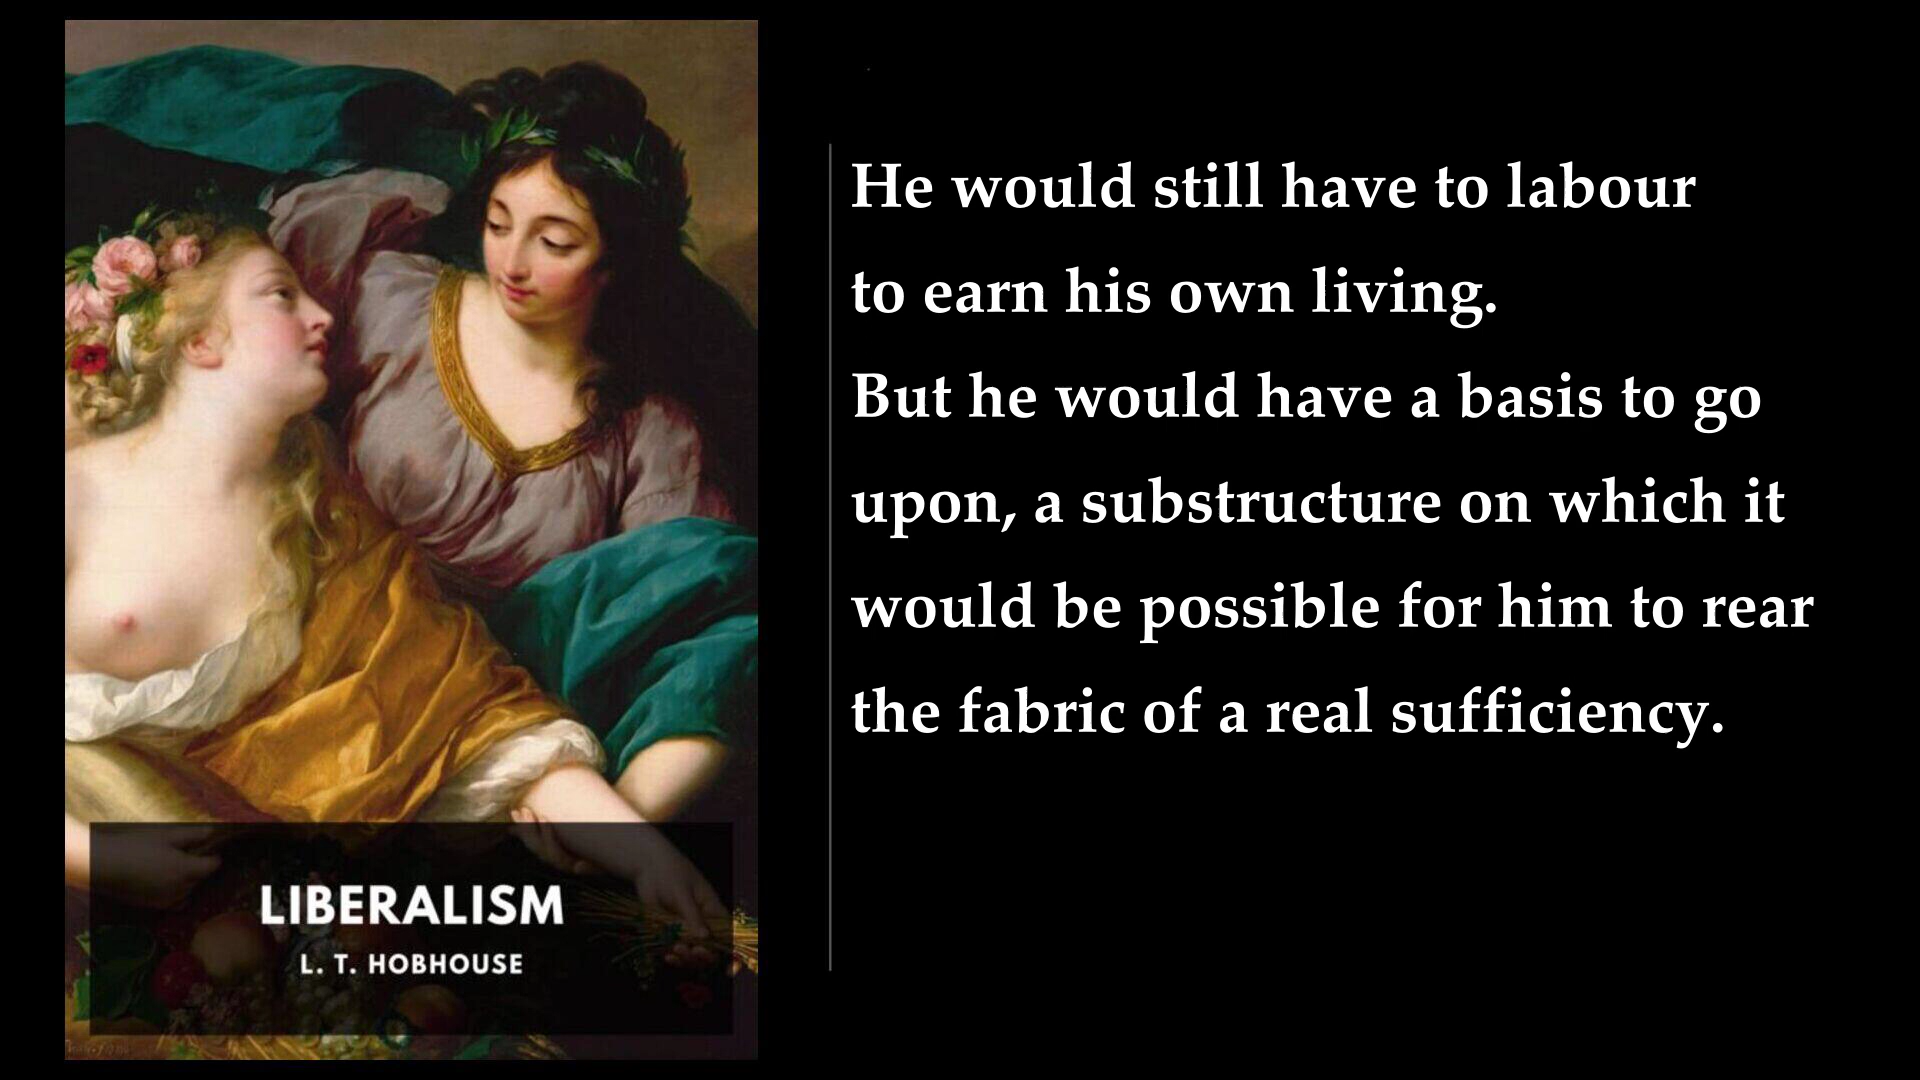 He would still have to labour
to earn his own living.
But he would have a basis to go
upon, a substructure on which it
would be possible for him to rear
the fabric of a real sufficiency.
LIBERALISM
L. T. HOBHOUSE